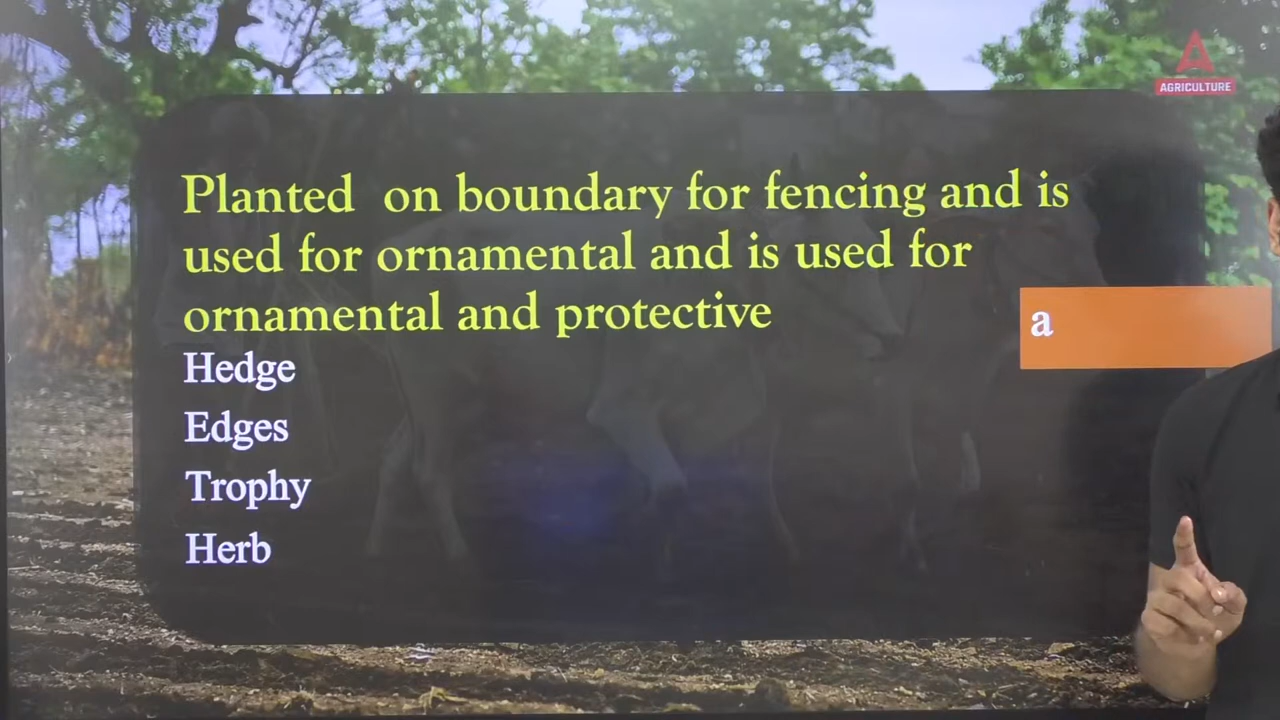 A
AGRICULTURE
Planted on boundary for fencing and is
used for ornamental and is used for
ornamental and protective
a
Hedge
Edges
Trophy
Herb